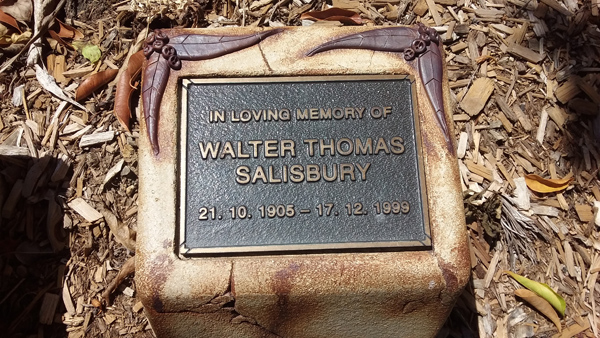 IN LOVING MEMORY OF
WALTER THOMAS
SALISBURY
21. 10. 1905 – 17. 12. 1999